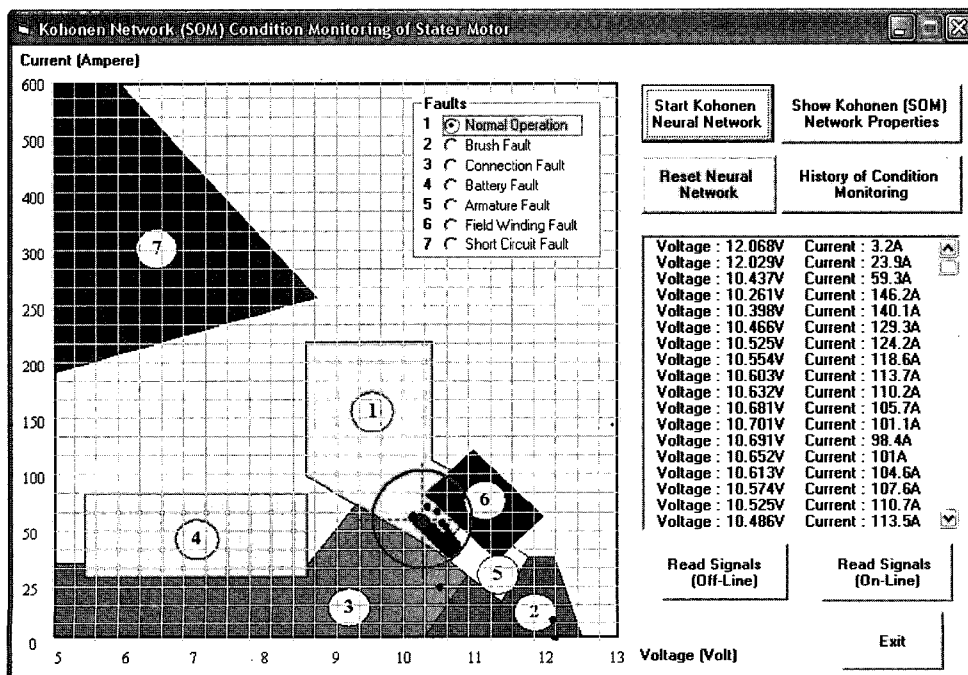 Kohonen Network (SOM) Condition Monitoring of Stater Motor
Current (Ampere)
600
500
400
300
250
200
150
100
50
25
0
5 6 7 8 9 10 11 12 13
Voltage (Volt)
Faults
1 Normal Operation
2 Brush Fault
3 Connection Fault
4 Battery Fault
5 Armature Fault
6 Field Winding Fault
7 Short Circuit Fault
7
1
6
4
5
3
2
Start Kohonen
Neural Network
Show Kohonen (SOM)
Network Properties
Reset Neural
Network
History of Condition
Monitoring
Voltage : 12.068V Current : 3.2A
Voltage : 12.029V Current : 23.9A
Voltage : 10.437V Current : 59.3A
Voltage : 10.261V Current : 146.2A
Voltage : 10.398V Current : 140.1A
Voltage : 10.466V Current : 129.3A
Voltage : 10.525V Current : 124.2A
Voltage : 10.554V Current : 118.6A
Voltage : 10.603V Current : 113.7A
Voltage : 10.632V Current : 110.2A
Voltage : 10.681V Current : 105.7A
Voltage : 10.701V Current : 101.1A
Voltage : 10.691V Current : 98.4A
Voltage : 10.652V Current : 101A
Voltage : 10.613V Current : 104.6A
Voltage : 10.574V Current : 107.6A
Voltage : 10.525V Current : 110.7A
Voltage : 10.486V Current : 113.5A
Read Signals
(Off-Line)
Read Signals
(On-Line)
Exit